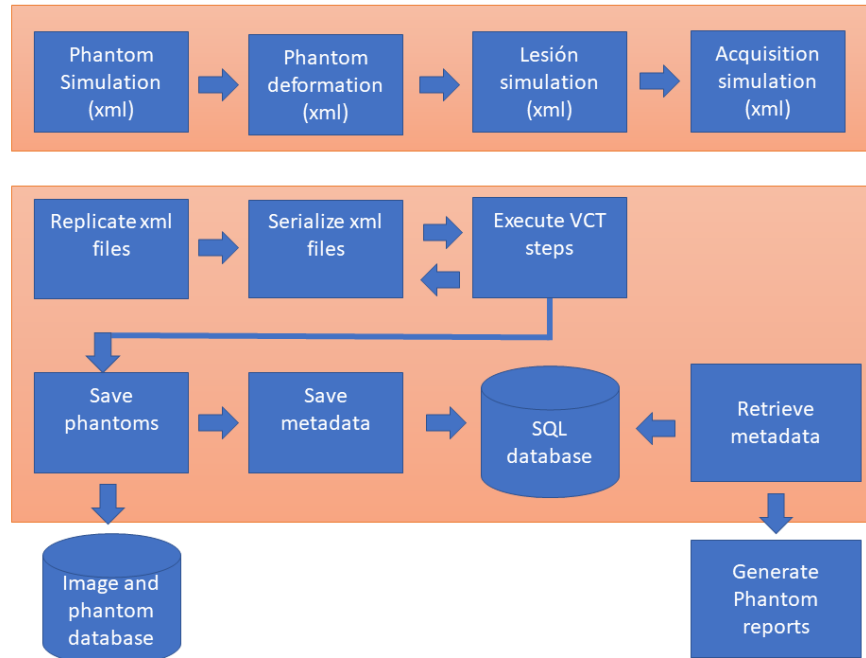 Phantom
Simulation
(xml)
Phantom
deformation
(xml)
Lesión
simulation
(xml)
Acquisition
simulation
(xml)
Replicate xml
files
Serialize xml
files
Execute VCT
steps
Save
phantoms
Save
metadata
SQL
database
Retrieve
metadata
Image and
phantom
database
Generate
Phantom
reports